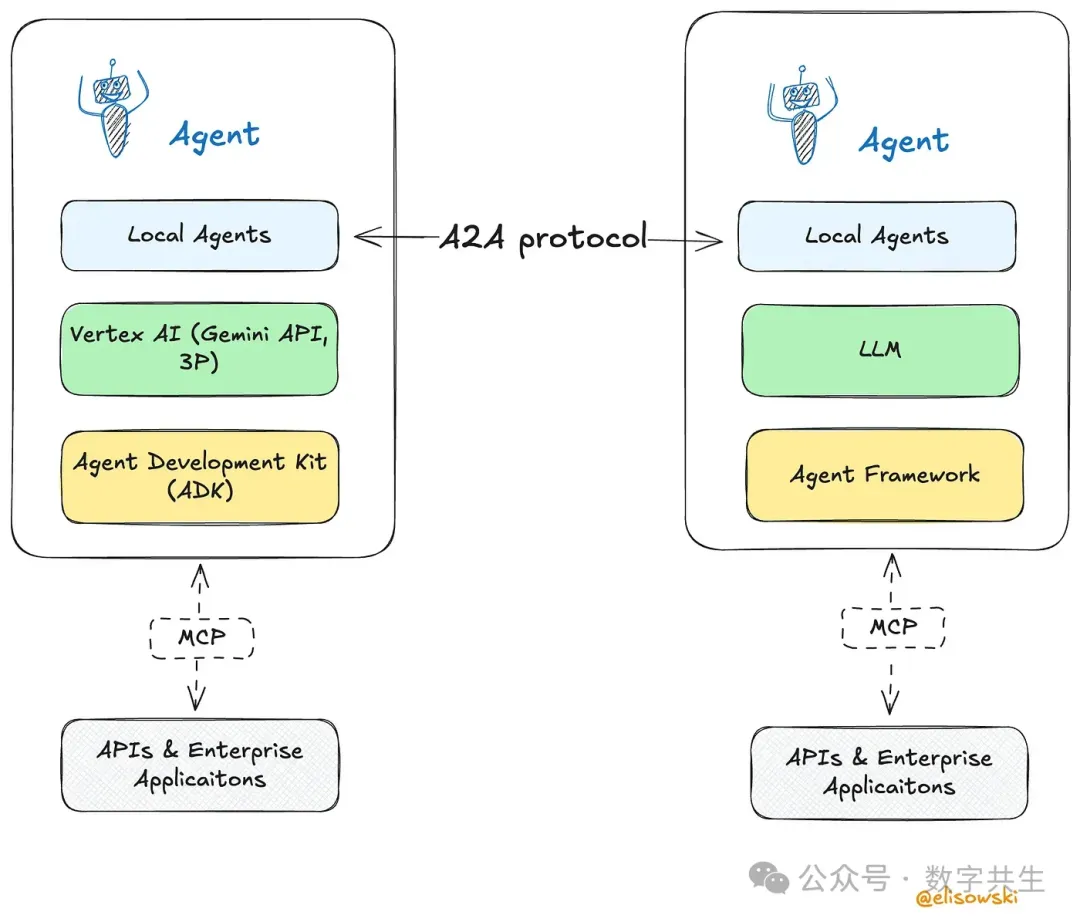 Agent
Local Agents
Vertex AI (Gemini API,
3P)
Agent Development Kit
(ADK)
MCP
APIs & Enterprise
Applicaitons
A2A protocol
Agent
Local Agents
LLM
Agent Framework
MCP
APIs & Enterprise
Applicaitons
公众号 · 数字共生
@elisowski